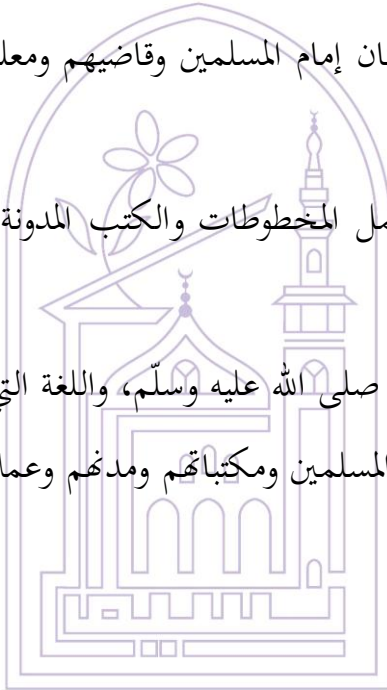 ان إمام المسلمين وقاضيهم ومعل
مل المخطوطات والكتب المدونة
صلى الله عليه وسلّم، واللغة التي
المسلمين ومكتباتهم ومدنهم وعما